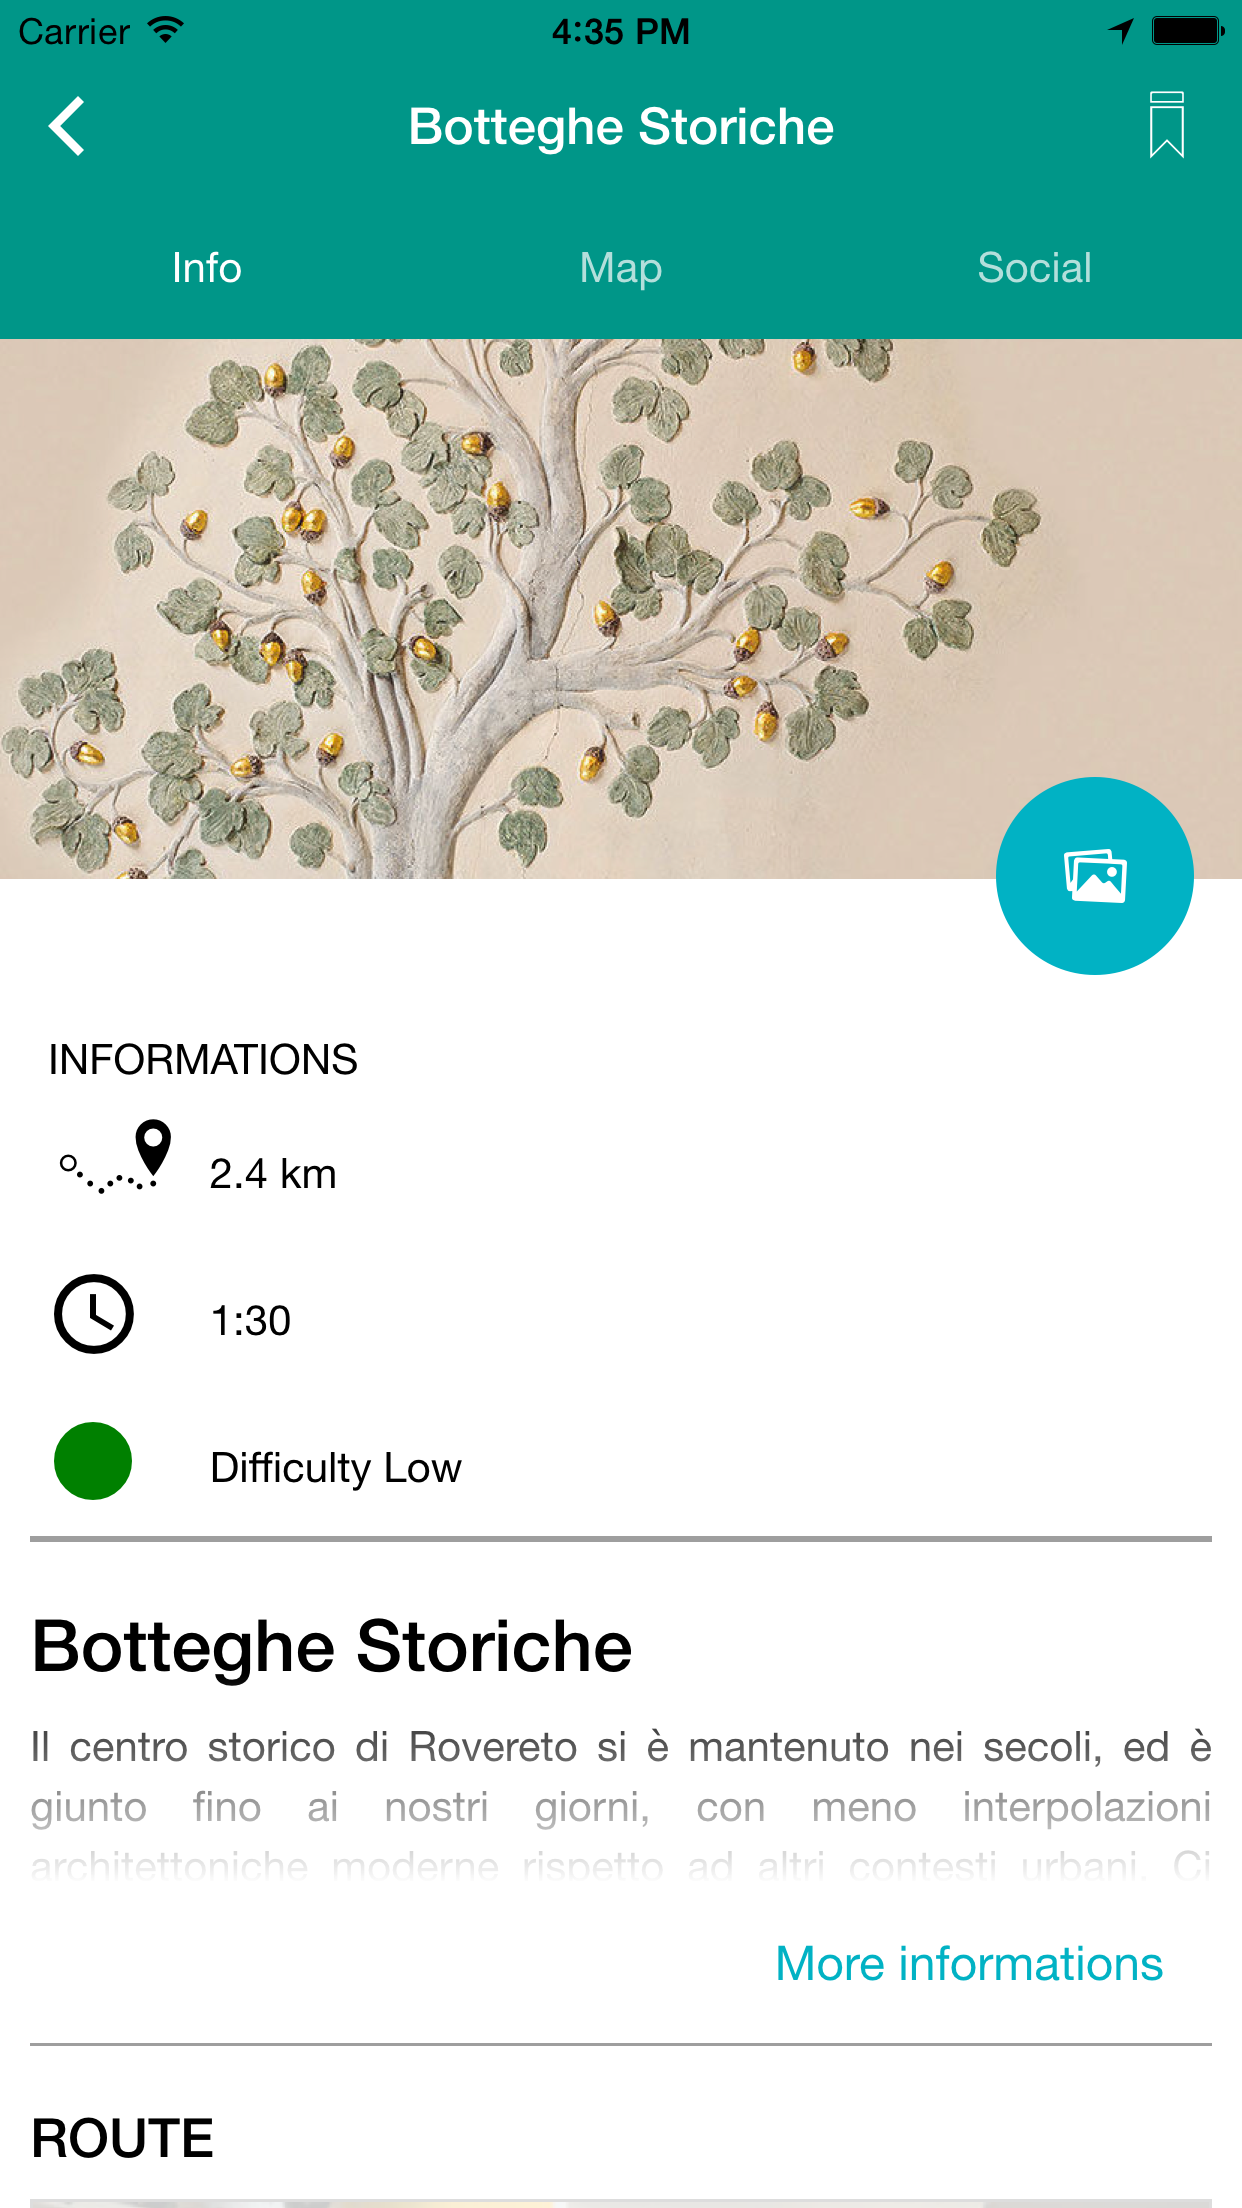 Carrier
4:35 PM
Botteghe Storiche
Info
Map
Social
INFORMATIONS
2.4 km
1:30
Difficulty Low
Botteghe Storiche
Il centro storico di Rovereto si è mantenuto nei secoli, ed è
giunto fino ai nostri giorni, con meno interpolazioni
architettoniche moderne rispetto ad altri contesti urbani. Ci
More informations
ROUTE